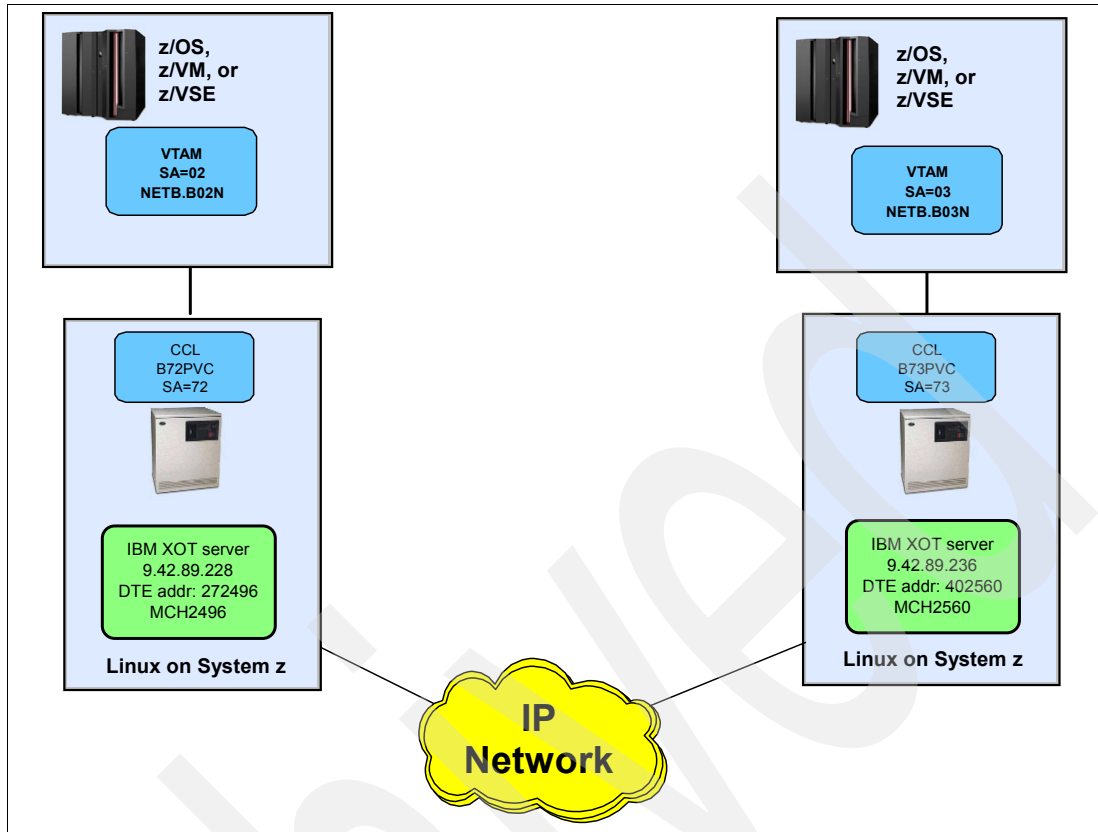 z/OS,
z/VM, or
z/VSE
VTAM
SA=02
NETB.B02N
CCL
B72PVC
SA=72
IBM XOT server
9.42.89.228
DTE addr: 272496
MCH2496
Linux on System z
z/OS,
z/VM, or
z/VSE
VTAM
SA=03
NETB.B03N
CCL
B73PVC
SA=73
IBM XOT server
9.42.89.236
DTE addr: 402560
MCH2560
Linux on System z
IP
Network